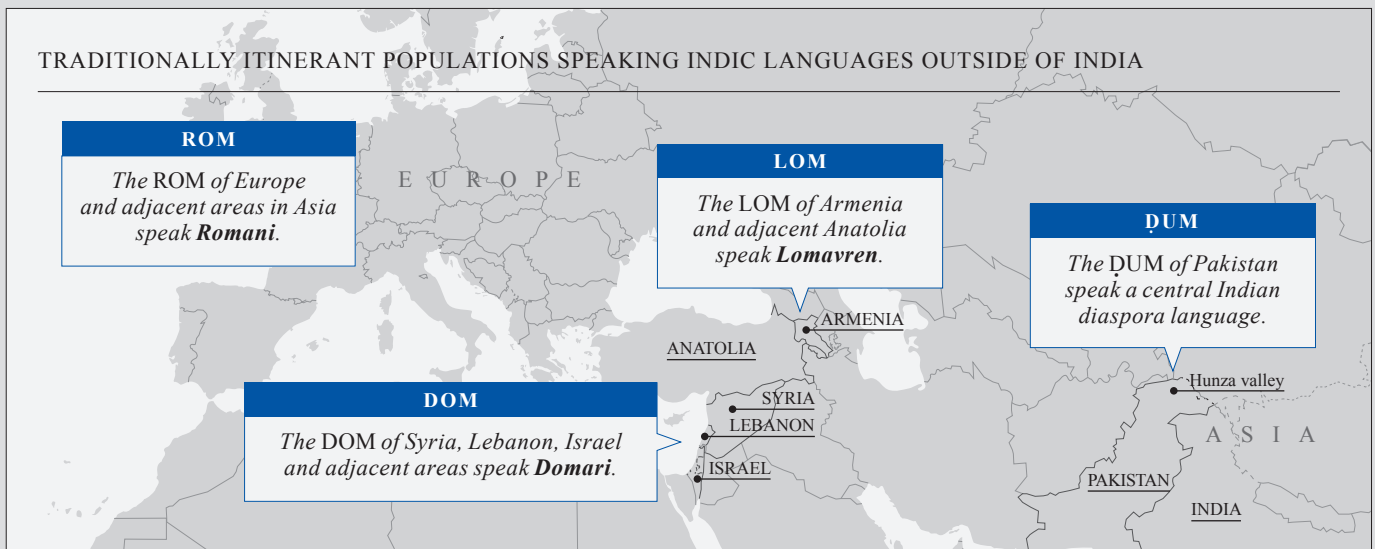 TRADITIONALLY ITINERANT POPULATIONS SPEAKING INDIC LANGUAGES OUTSIDE OF INDIA
ROM
The ROM of Europe
and adjacent areas in Asia
speak Romani.
EUROPE
LOM
The LOM of Armenia
and adjacent Anatolia
speak Lomavren.
ḌUM
The ḌUM of Pakistan
speak a central Indian
diaspora language.
ARMENIA
ANATOLIA
Hunza valley
DOM
The DOM of Syria, Lebanon, Israel
and adjacent areas speak Domari.
SYRIA
LEBANON
ISRAEL
ASIA
PAKISTAN
INDIA